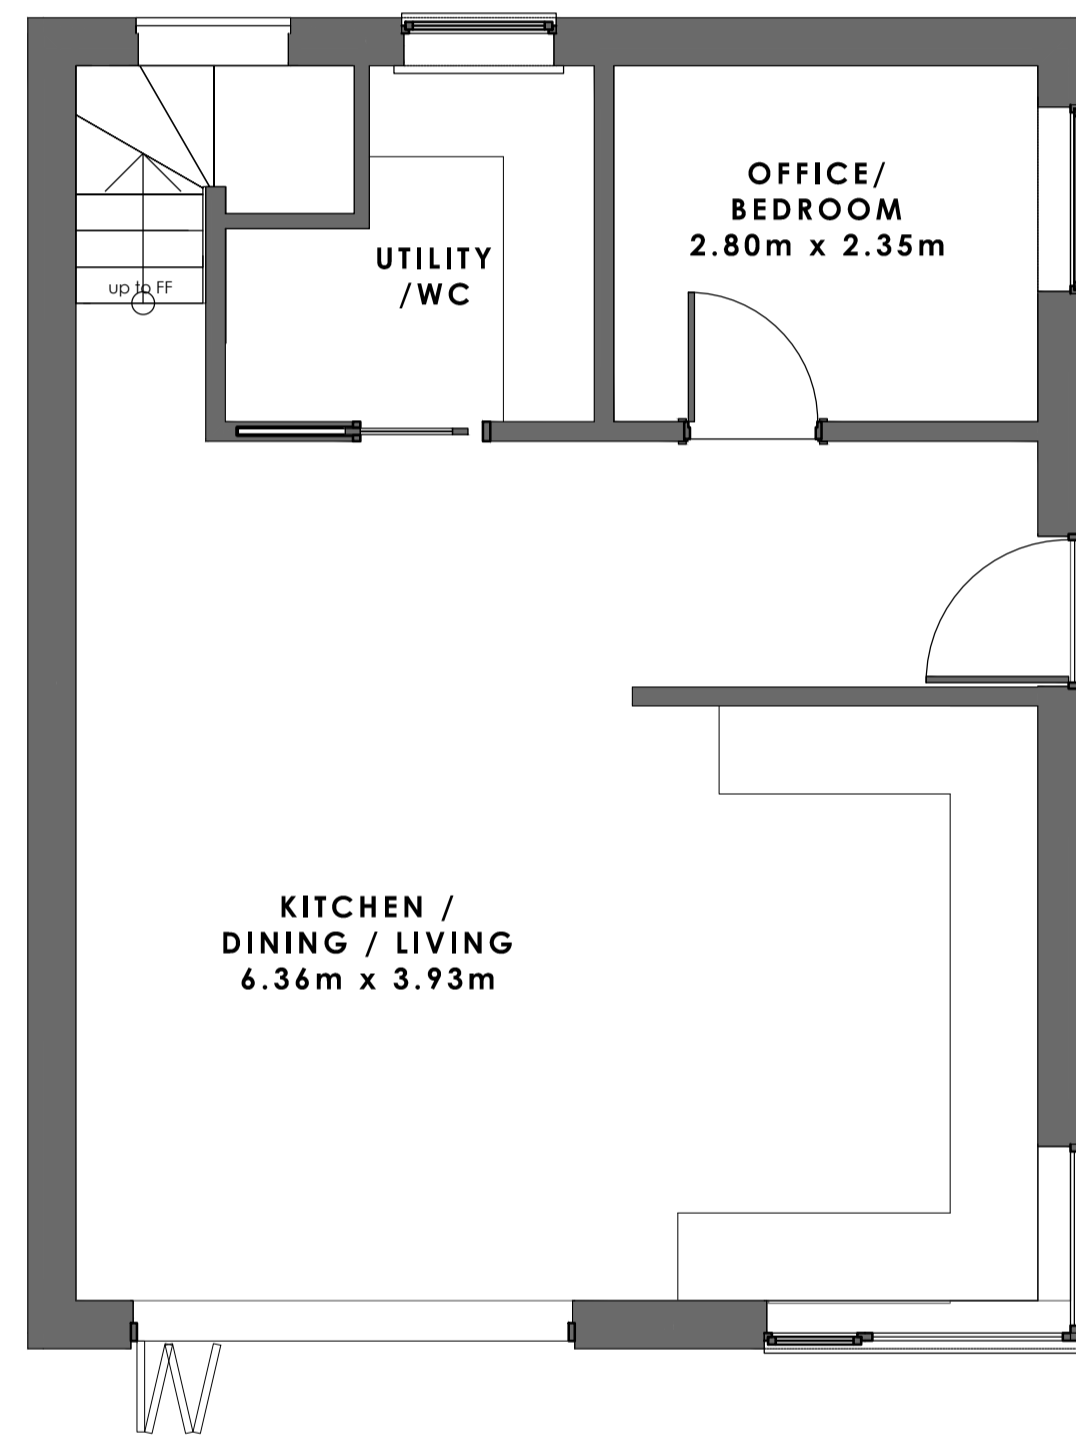 OFFICE/
BEDROOM
2.80m x 2.35m
UTILITY
/WC
up to FF
KITCHEN /
DINING / LIVING
6.36m x 3.93m